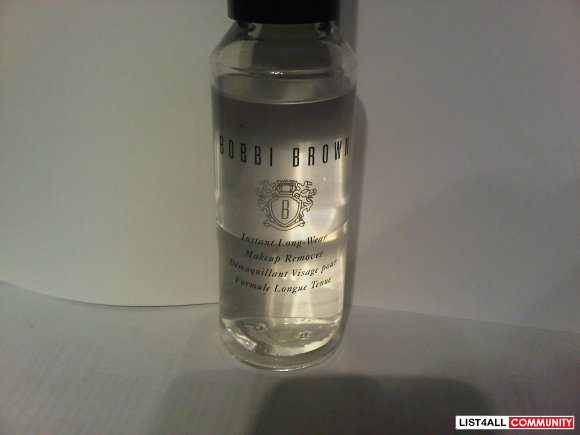 BOBBI BROWN
B
Instant Long-Wear
Makeup Remover
Démaquillant Visage pour
Formule Longue Tenue
LIST4ALL COMMUNITY